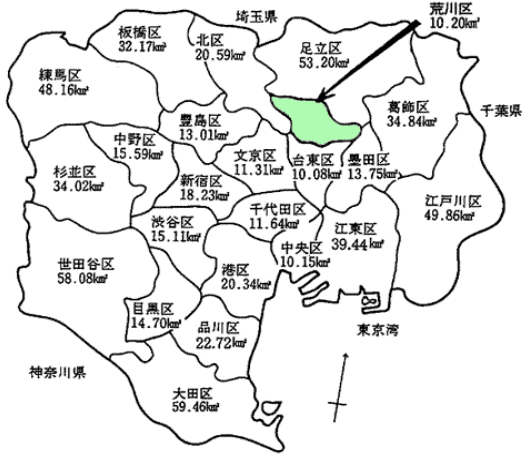 埼玉県
荒川区
10.20k㎡
板橋区
32.17k㎡
北区
20.59k㎡
足立区
53.20k㎡
練馬区
48.16k㎡
葛飾区
34.84k㎡
千葉県
豊島区
13.01k㎡
中野区
15.59k㎡
文京区
11.31k㎡
台東区
10.08k㎡
墨田区
13.75k㎡
杉並区
34.02k㎡
新宿区
18.23k㎡
江戸川区
49.86k㎡
千代田区
11.64k㎡
渋谷区
15.11k㎡
江東区
39.44k㎡
中央区
10.15k㎡
世田谷区
58.08k㎡
港区
20.34k㎡
目黒区
14.70k㎡
品川区
22.72k㎡
東京湾
神奈川県
大田区
59.46k㎡